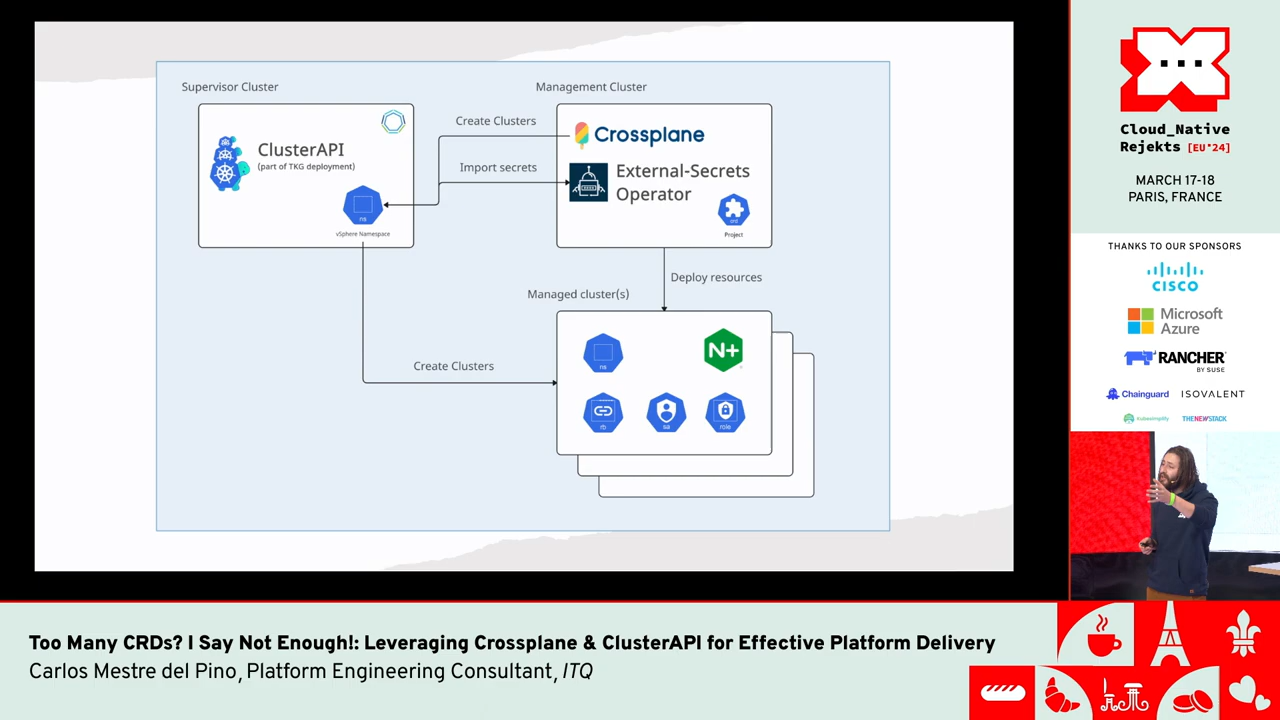 Supervisor Cluster
Management Cluster
ClusterAPI
(part of TKG deployment)
ns
vSphere Namespace
Create Clusters
Import secrets
Crossplane
External-Secrets
Operator
crd
Project
Deploy resources
Managed cluster(s)
Create Clusters
ns
N+
rb
sa
role
Cloud_Native
Rejekts [EU*24]
MARCH 17-18
PARIS, FRANCE
THANKS TO OUR SPONSORS
CISCO
Microsoft
Azure
RANCHER
BY SUSE
Chainguard
ISOVALENT
kubesimplify
THENEWSTACK
Too Many CRDs? I Say Not Enough!: Leveraging Crossplane & ClusterAPI for Effective Platform Delivery
Carlos Mestre del Pino, Platform Engineering Consultant, ITQ